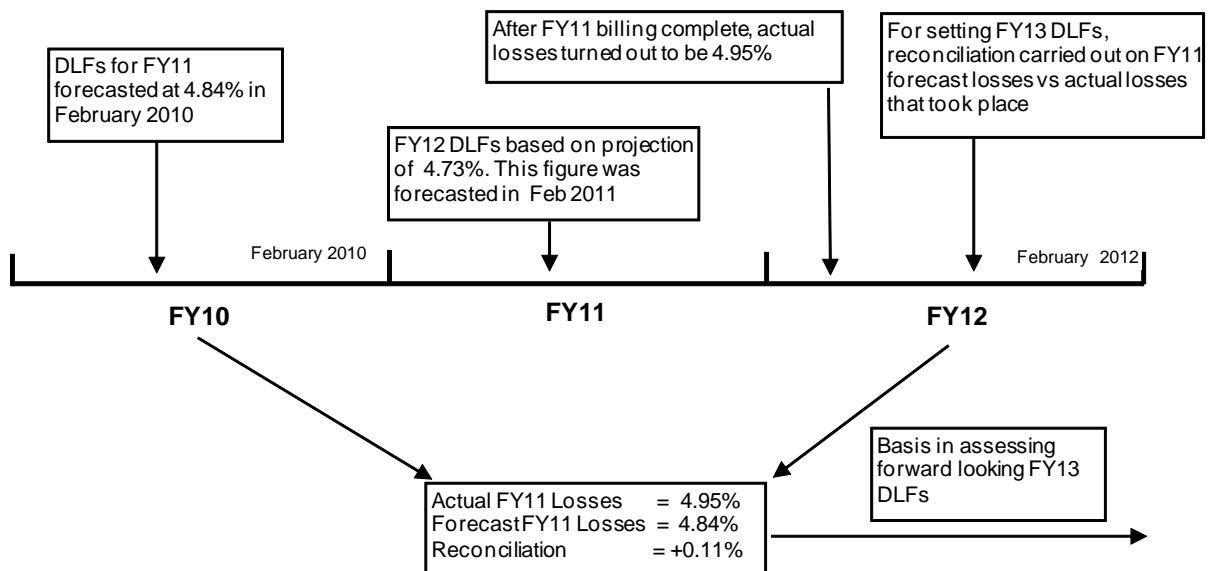 After FY11 billing complete, actual
losses turned out to be 4.95%
For setting FY13 DLFs,
reconciliation carried out on FY11
forecast losses vs actual losses
that took place
DLFs for FY11
forecasted at 4.84% in
February 2010
FY12 DLFs based on projection
of 4.73%. This figure was
forecasted in Feb 2011
February 2010
February 2012
FY10
FY11
FY12
Basis in assessing
forward looking FY13
DLFs
Actual FY11 Losses = 4.95%
Forecast FY11 Losses = 4.84%
Reconciliation = +0.11%